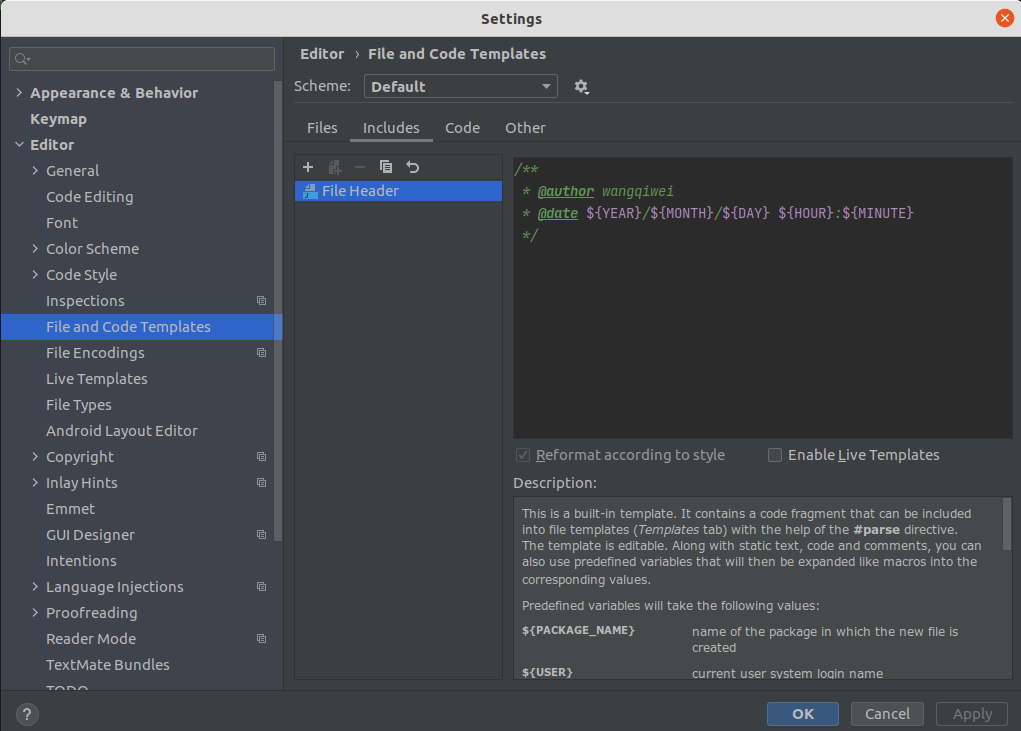 Settings
Appearance & Behavior
Keymap
Editor
General
Code Editing
Font
Color Scheme
Code Style
Inspections
File and Code Templates
File Encodings
Live Templates
File Types
Android Layout Editor
Copyright
Inlay Hints
Emmet
GUI Designer
Intentions
Language Injections
Proofreading
Reader Mode
TextMate Bundles
TODO
Editor › File and Code Templates
Scheme: Default
Files Includes Code Other
File Header
/**
* @author wangqiwei
* @date ${YEAR}/${MONTH}/${DAY} ${HOUR}:${MINUTE}
*/
Reformat according to style Enable Live Templates
Description:
This is a built-in template. It contains a code fragment that can be included
into file templates (Templates tab) with the help of the #parse directive.
The template is editable. Along with static text, code and comments, you can
also use predefined variables that will then be expanded like macros into the
corresponding values.
Predefined variables will take the following values:
${PACKAGE_NAME} name of the package in which the new file is
created
${USER} current user system login name
? OK Cancel Apply